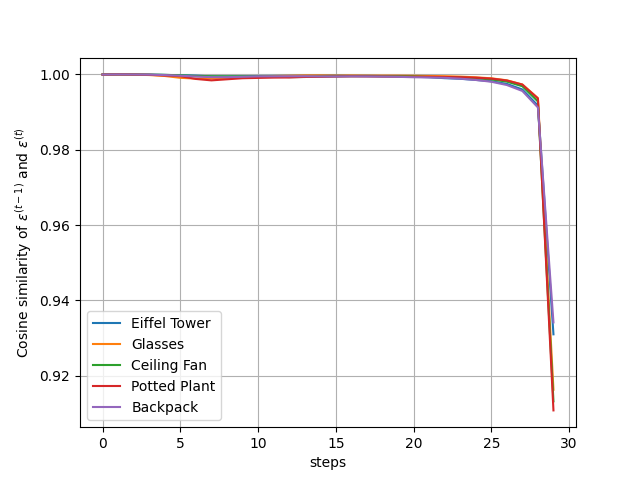 1.00
0.98
0.96
0.94
0.92
Cosine similarity of ε^(t−1) and ε^(t)
Eiffel Tower
Glasses
Ceiling Fan
Potted Plant
Backpack
0 5 10 15 20 25 30
steps